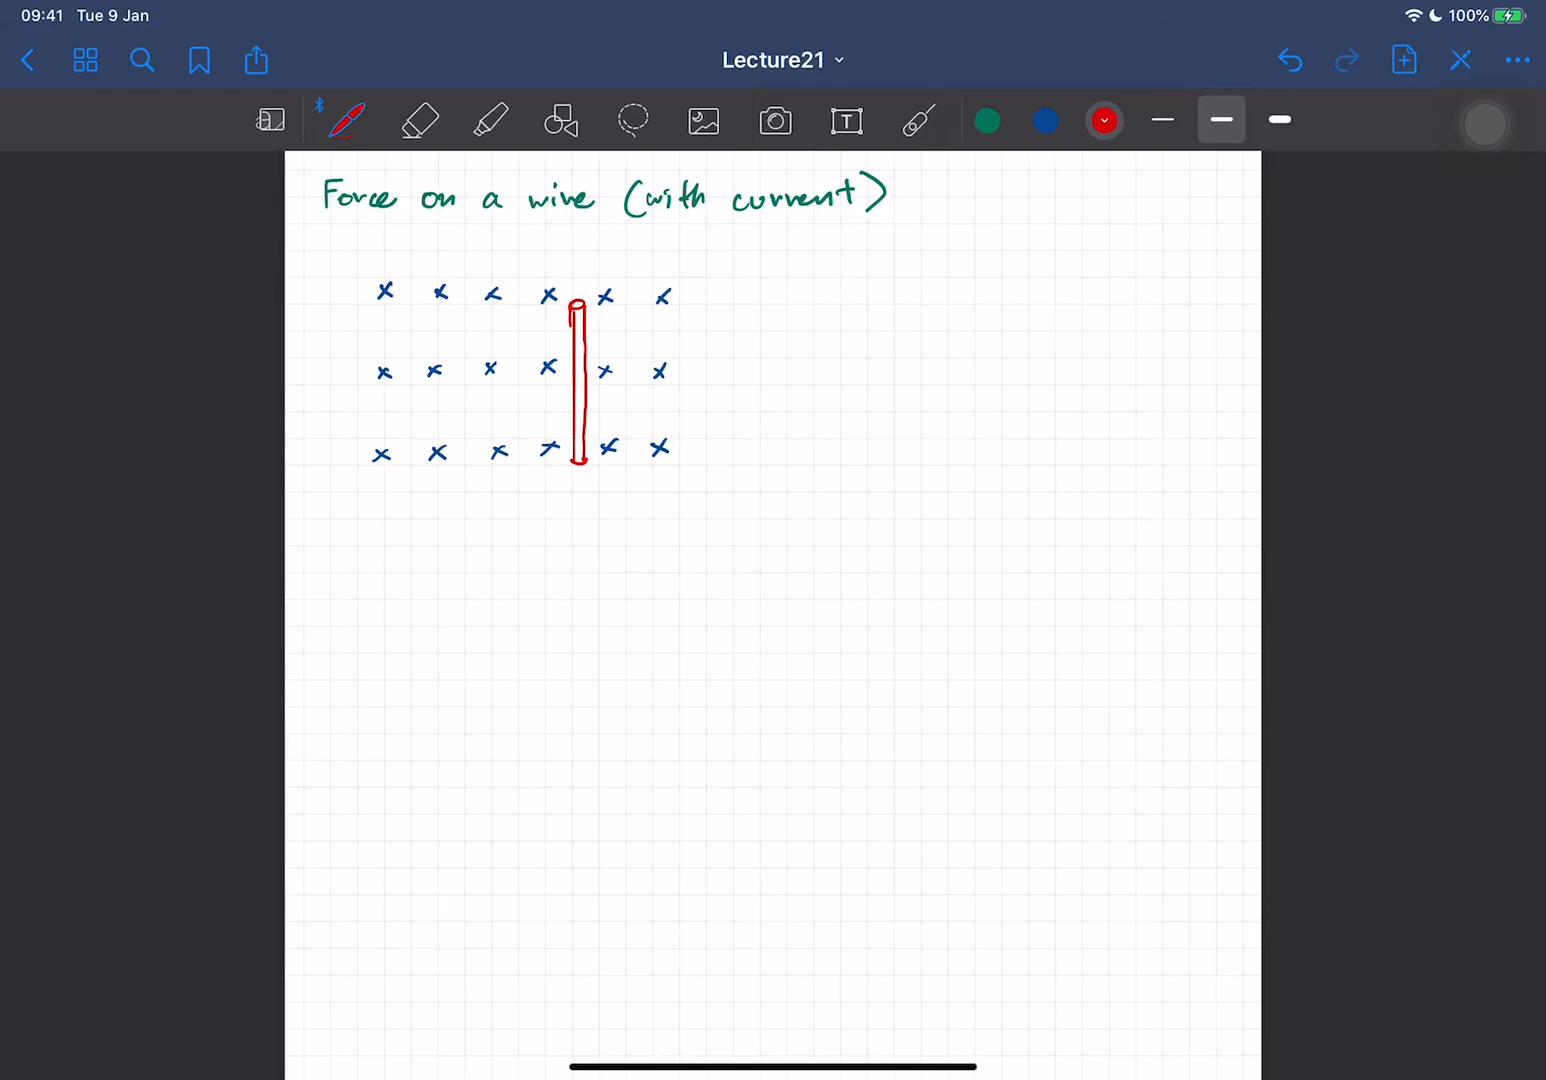 09:41 Tue 9 Jan
100%
Lecture21
T
Force on a wire (with current)
x x x x x x
x x x x x x
x x x x x x